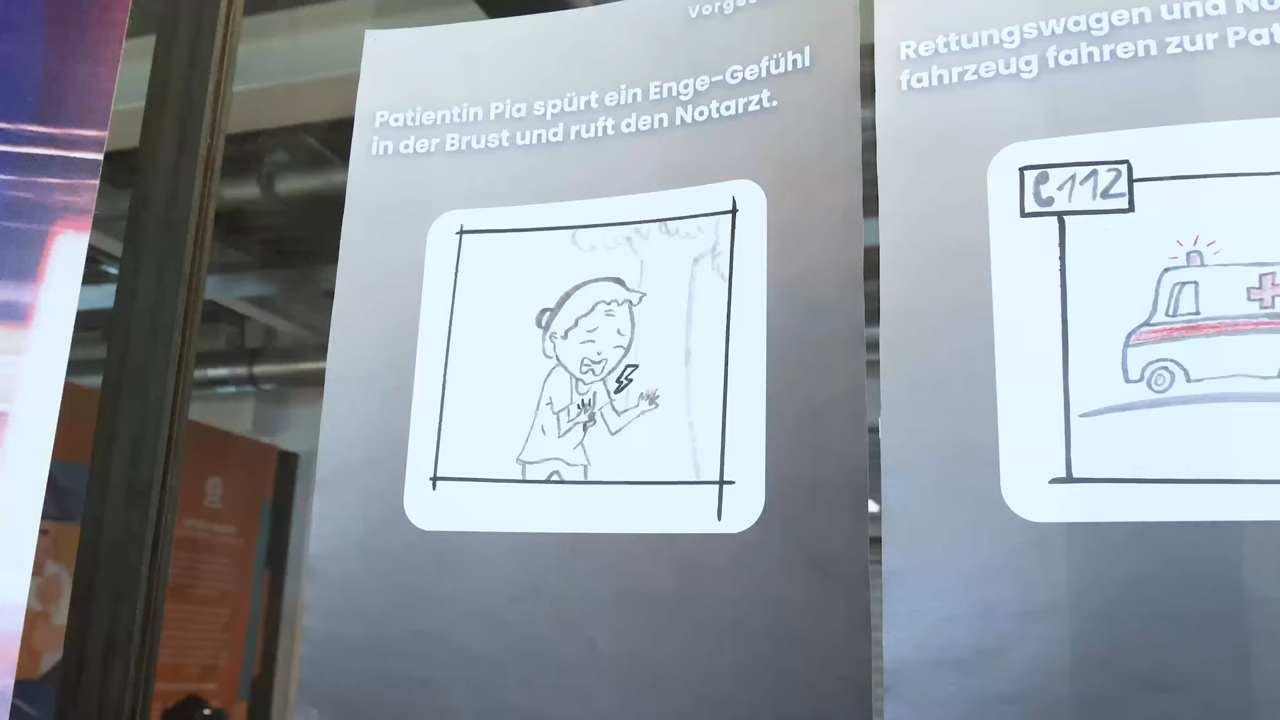 Patientin Pia spürt ein Enge-Gefühl
in der Brust und ruft den Notarzt.
Rettungswagen und
fahrzeug fahren zur
112